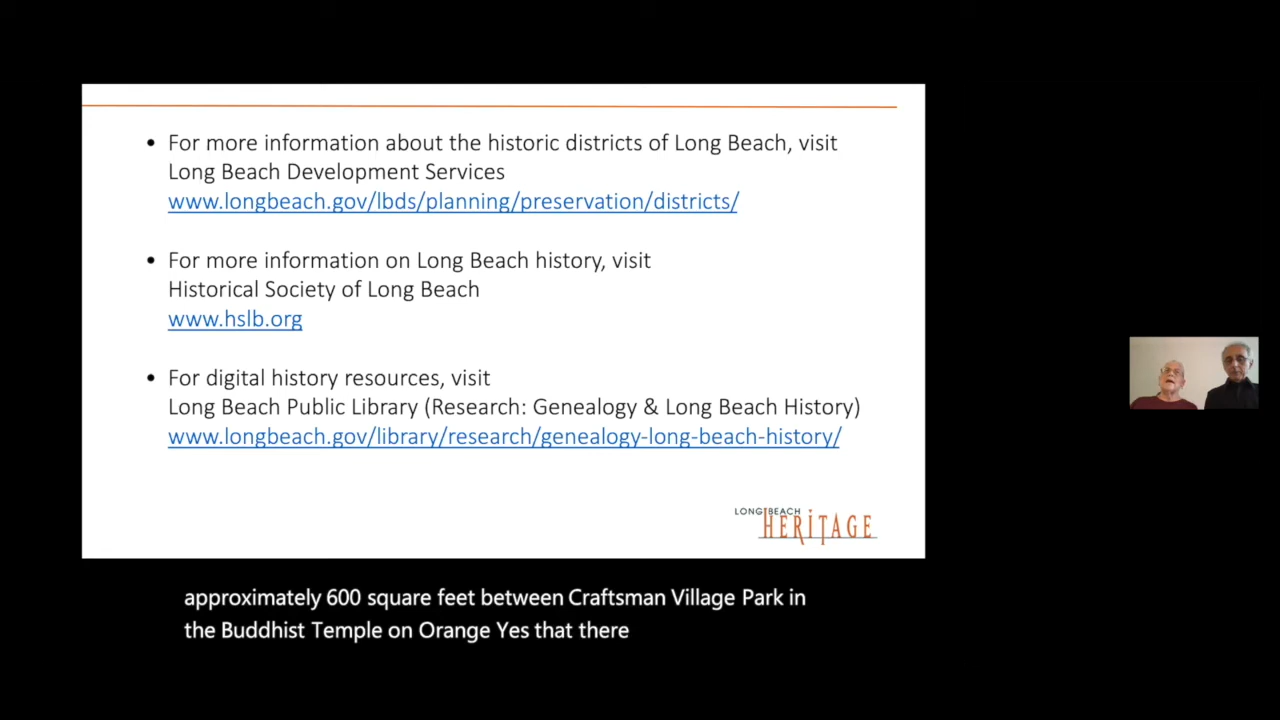 • For more information about the historic districts of Long Beach, visit
Long Beach Development Services
www.longbeach.gov/lbds/planning/preservation/districts/
• For more information on Long Beach history, visit
Historical Society of Long Beach
www.hslb.org
• For digital history resources, visit
Long Beach Public Library (Research: Genealogy & Long Beach History)
www.longbeach.gov/library/research/genealogy-long-beach-history/
LONG BEACH
HERITAGE
approximately 600 square feet between Craftsman Village Park in
the Buddhist Temple on Orange Yes that there